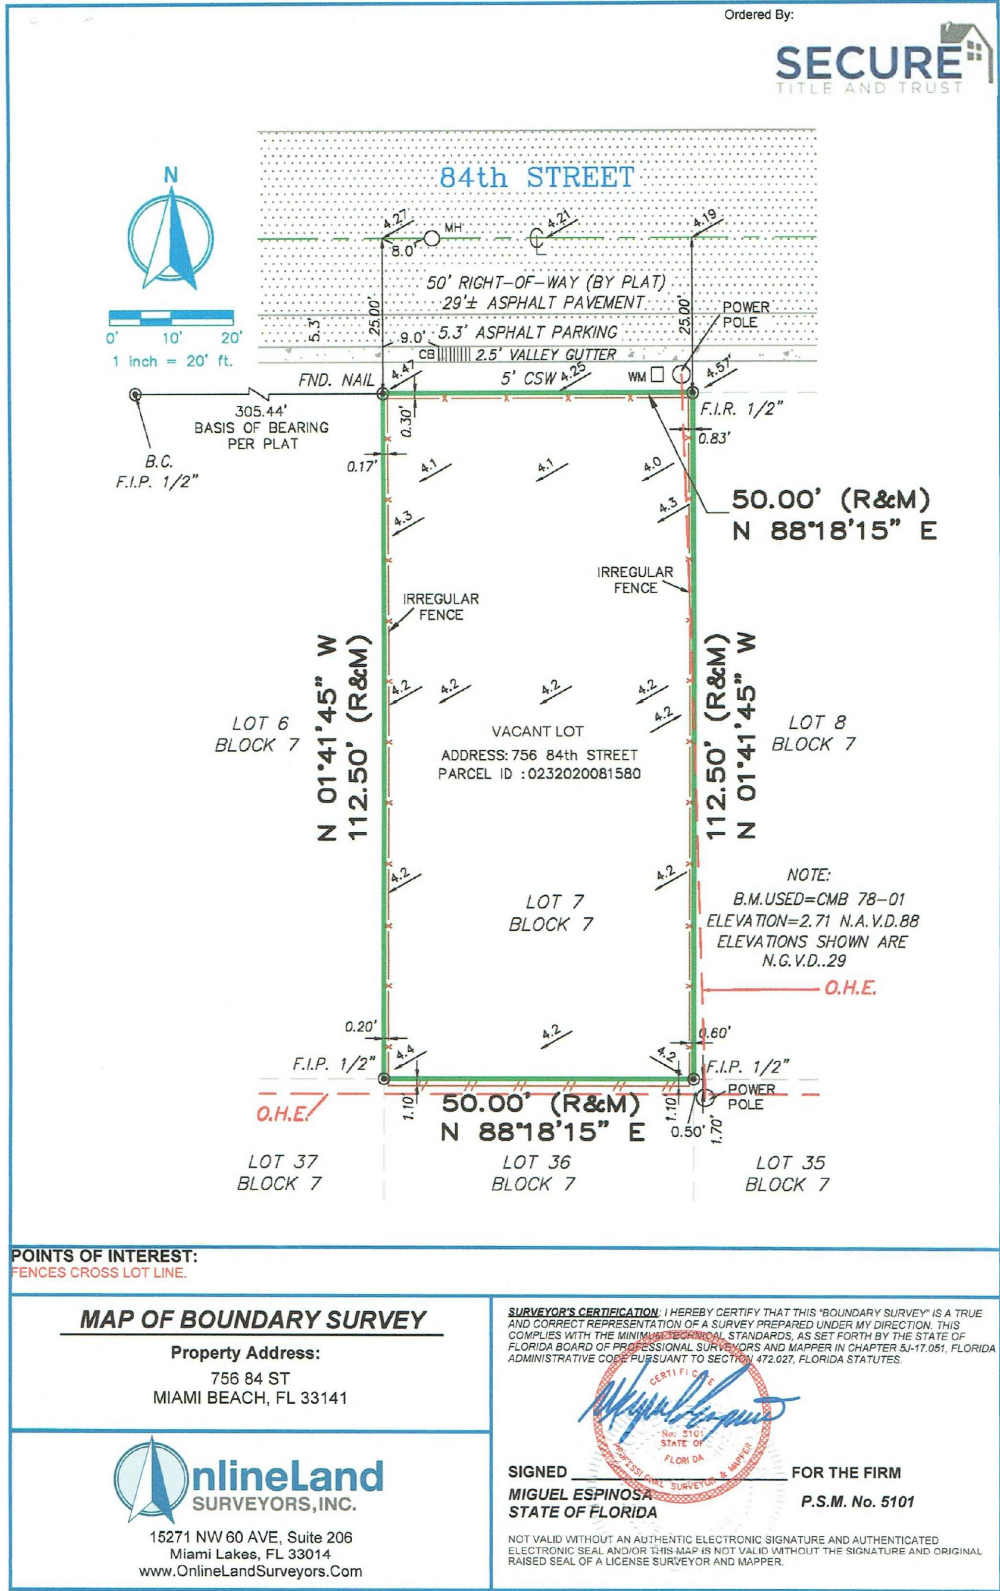 Ordered By:
SECURE
TITLE AND TRUST
N
84th STREET
4.27
MH
4.21
4.19
8.0'
CL
50' RIGHT-OF-WAY (BY PLAT)
29'± ASPHALT PAVEMENT
25.00'
25.00'
POWER
POLE
0' 10' 20'
1 inch = 20' ft.
5.3'
9.0'
5.3' ASPHALT PARKING
CB
2.5' VALLEY GUTTER
FND. NAIL
4.47
5' CSW
4.25
WM
4.57'
305.44'
BASIS OF BEARING
PER PLAT
0.30'
F.I.R. 1/2"
0.83'
B.C.
F.I.P. 1/2"
0.17'
4.1
4.1
4.0
50.00' (R&M)
N 88°18'15" E
4.3
4.3
IRREGULAR
FENCE
IRREGULAR
FENCE
N 01°41'45" W
112.50' (R&M)
112.50' (R&M)
N 01°41'45" W
4.2
4.2
4.2
4.2
4.2
LOT 6
BLOCK 7
VACANT LOT
ADDRESS: 756 84th STREET
PARCEL ID :0232020081580
LOT 8
BLOCK 7
4.2
4.2
LOT 7
BLOCK 7
NOTE:
B.M.USED=CMB 78-01
ELEVATION=2.71 N.A.V.D.88
ELEVATIONS SHOWN ARE
N.G.V.D..29
O.H.E.
0.20'
4.2
0.60'
F.I.P. 1/2"
4.4
4.2
F.I.P. 1/2"
O.H.E.
1.10'
50.00' (R&M)
N 88°18'15" E
1.10'
0.50'
1.70'
POWER
POLE
LOT 37
BLOCK 7
LOT 36
BLOCK 7
LOT 35
BLOCK 7
POINTS OF INTEREST:
FENCES CROSS LOT LINE.
MAP OF BOUNDARY SURVEY
Property Address:
756 84 ST
MIAMI BEACH, FL 33141
nlineLand
SURVEYORS,INC.
15271 NW 60 AVE, Suite 206
Miami Lakes, FL 33014
www.OnlineLandSurveyors.Com
SURVEYOR'S CERTIFICATION: I HEREBY CERTIFY THAT THIS "BOUNDARY SURVEY" IS A TRUE
AND CORRECT REPRESENTATION OF A SURVEY PREPARED UNDER MY DIRECTION. THIS
COMPLIES WITH THE MINIMUM TECHNICAL STANDARDS, AS SET FORTH BY THE STATE OF
FLORIDA BOARD OF PROFESSIONAL SURVEYORS AND MAPPER IN CHAPTER 5J-17.051, FLORIDA
ADMINISTRATIVE CODE PURSUANT TO SECTION 472.027, FLORIDA STATUTES.
CERTIFICATE
No. 5101
STATE OF
FLORIDA
PROFESSIONAL SURVEYOR & MAPPER
SIGNED FOR THE FIRM
MIGUEL ESPINOSA
STATE OF FLORIDA
P.S.M. No. 5101
NOT VALID WITHOUT AN AUTHENTIC ELECTRONIC SIGNATURE AND AUTHENTICATED
ELECTRONIC SEAL AND/OR THIS MAP IS NOT VALID WITHOUT THE SIGNATURE AND ORIGINAL
RAISED SEAL OF A LICENSE SURVEYOR AND MAPPER.